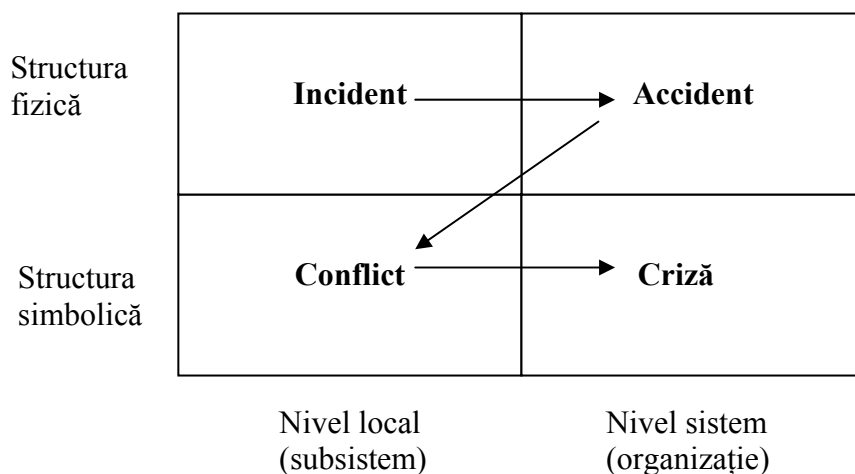 Structura
fizică
Incident
Accident
Structura
simbolică
Conflict
Criză
Nivel local
(subsistem)
Nivel sistem
(organizație)